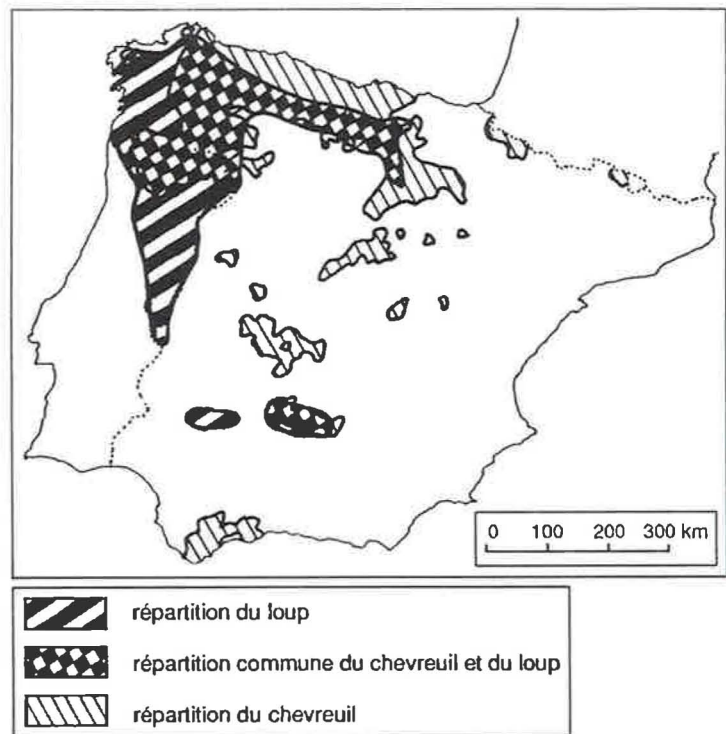 0 100 200 300 km
répartition du loup
répartition commune du chevreuil et du loup
répartition du chevreuil